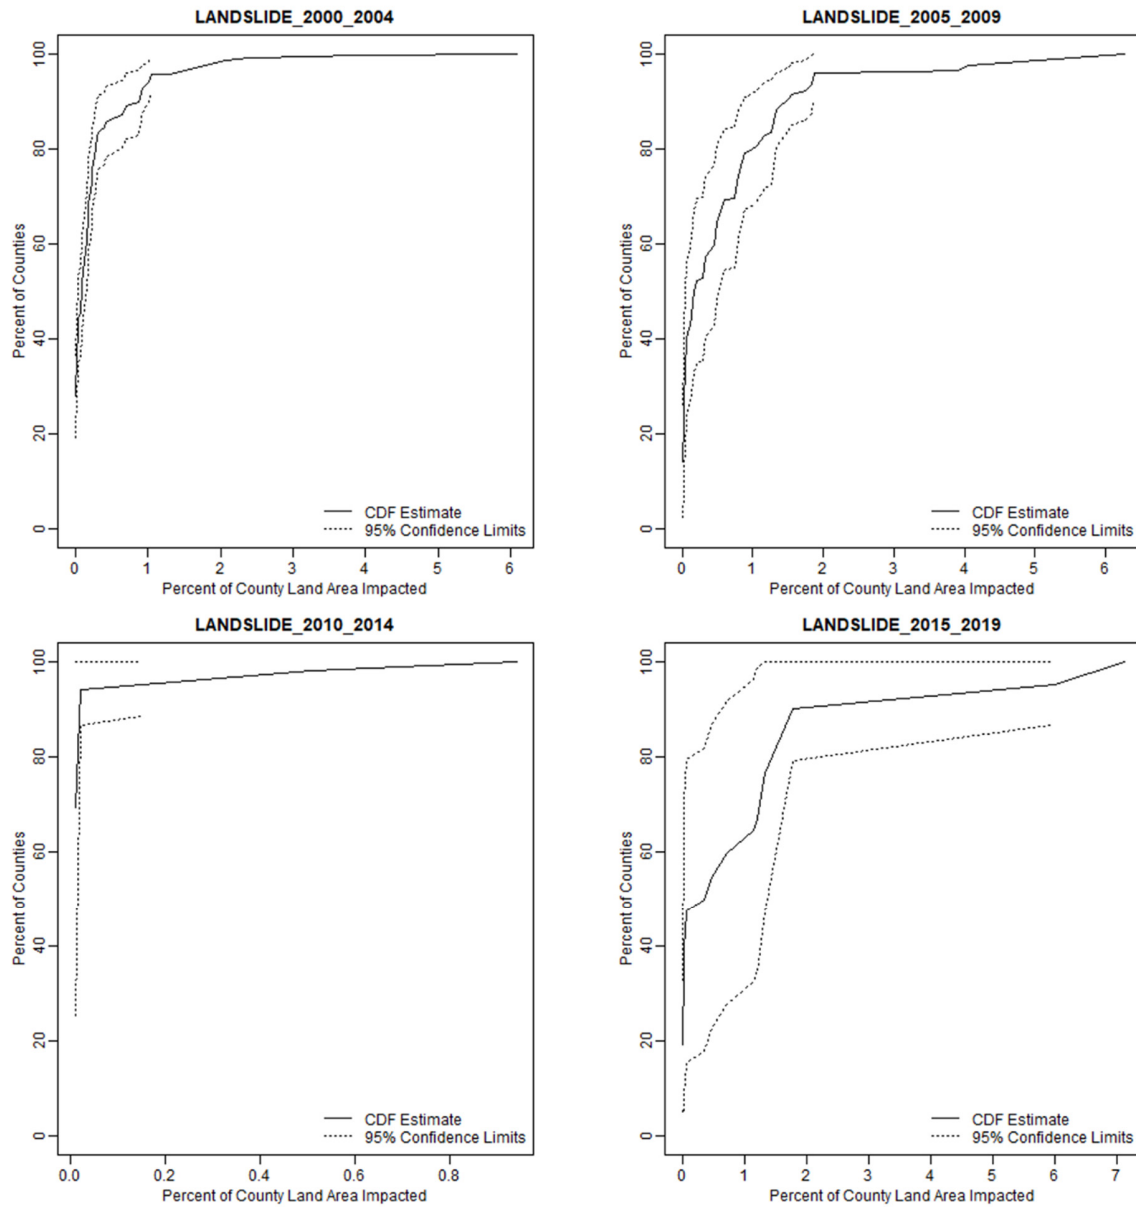 LANDSLIDE_2000_2004
Percent of Counties
100
80
60
40
20
0
CDF Estimate
95% Confidence Limits
0 1 2 3 4 5 6
Percent of County Land Area Impacted
LANDSLIDE_2005_2009
Percent of Counties
100
80
60
40
20
0
CDF Estimate
95% Confidence Limits
0 1 2 3 4 5 6
Percent of County Land Area Impacted
LANDSLIDE_2010_2014
Percent of Counties
100
80
60
40
20
0
CDF Estimate
95% Confidence Limits
0.0 0.2 0.4 0.6 0.8
Percent of County Land Area Impacted
LANDSLIDE_2015_2019
Percent of Counties
100
80
60
40
20
0
CDF Estimate
95% Confidence Limits
0 1 2 3 4 5 6 7
Percent of County Land Area Impacted